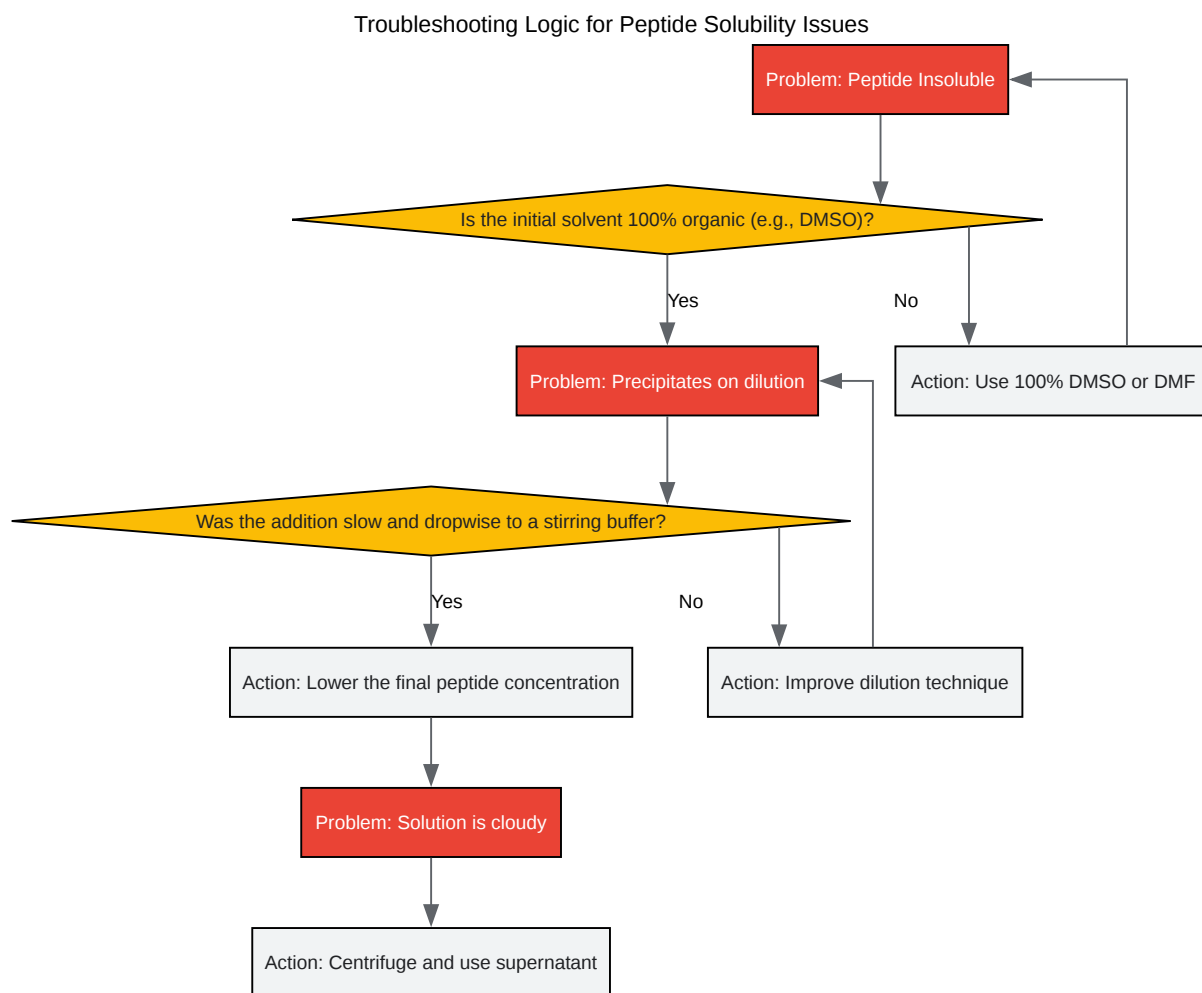 Troubleshooting Logic for Peptide Solubility Issues
Problem: Peptide Insoluble
Is the initial solvent 100% organic (e.g., DMSO)?
Yes
No
Problem: Precipitates on dilution
Action: Use 100% DMSO or DMF
Was the addition slow and dropwise to a stirring buffer?
Yes
No
Action: Lower the final peptide concentration
Action: Improve dilution technique
Problem: Solution is cloudy
Action: Centrifuge and use supernatant